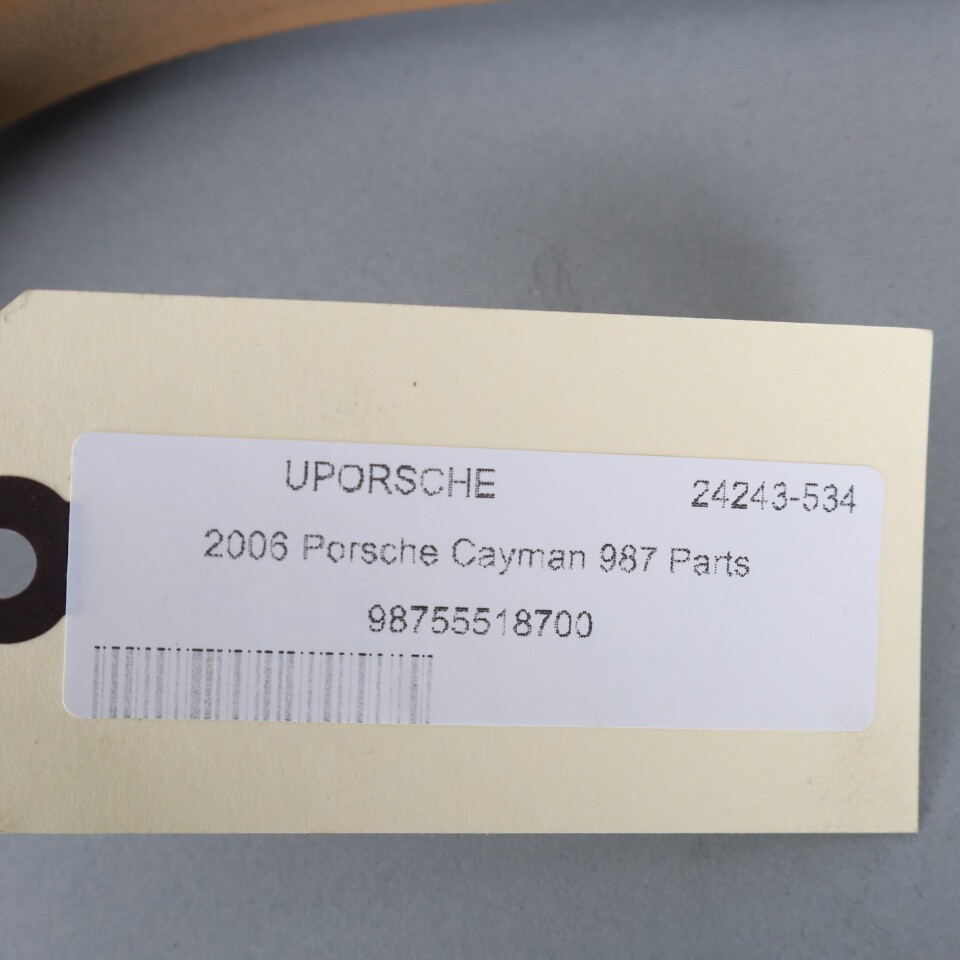 UPORSCHE 24243-534
2006 Porsche Cayman 987 Parts
98755518700